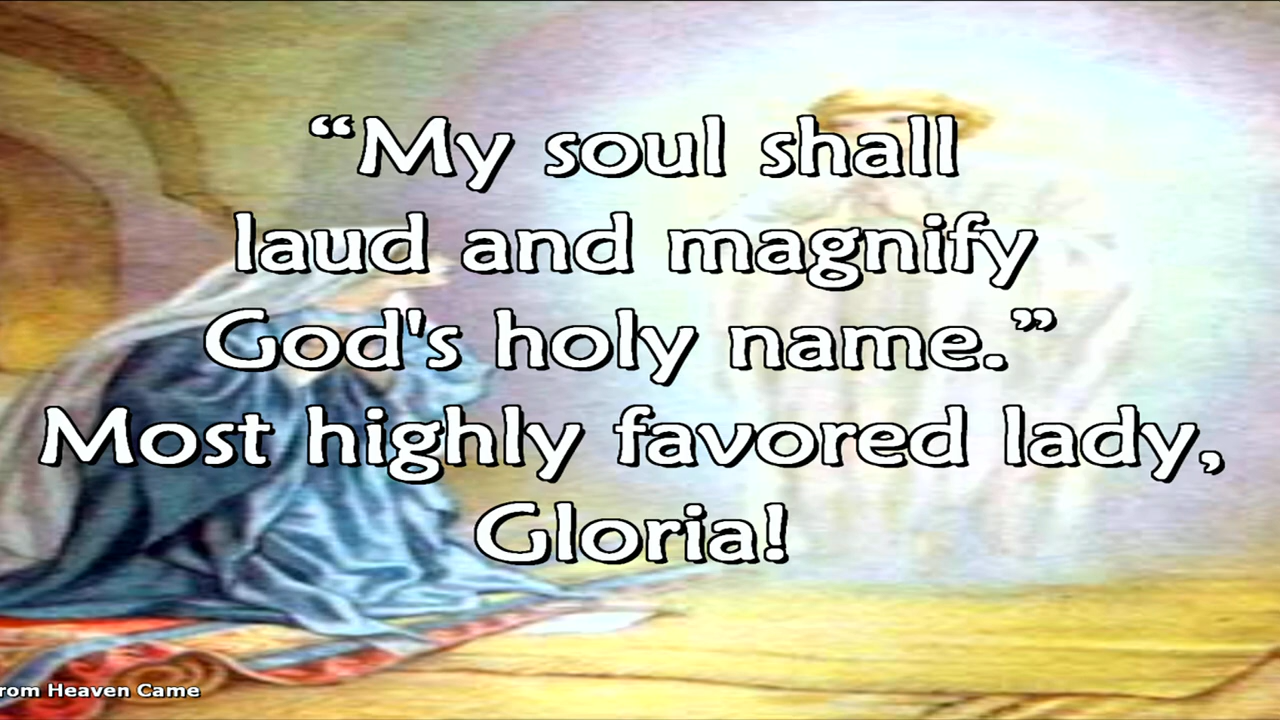 “My soul shall
laud and magnify
God's holy name.”
Most highly favored lady,
Gloria!
rom Heaven Came